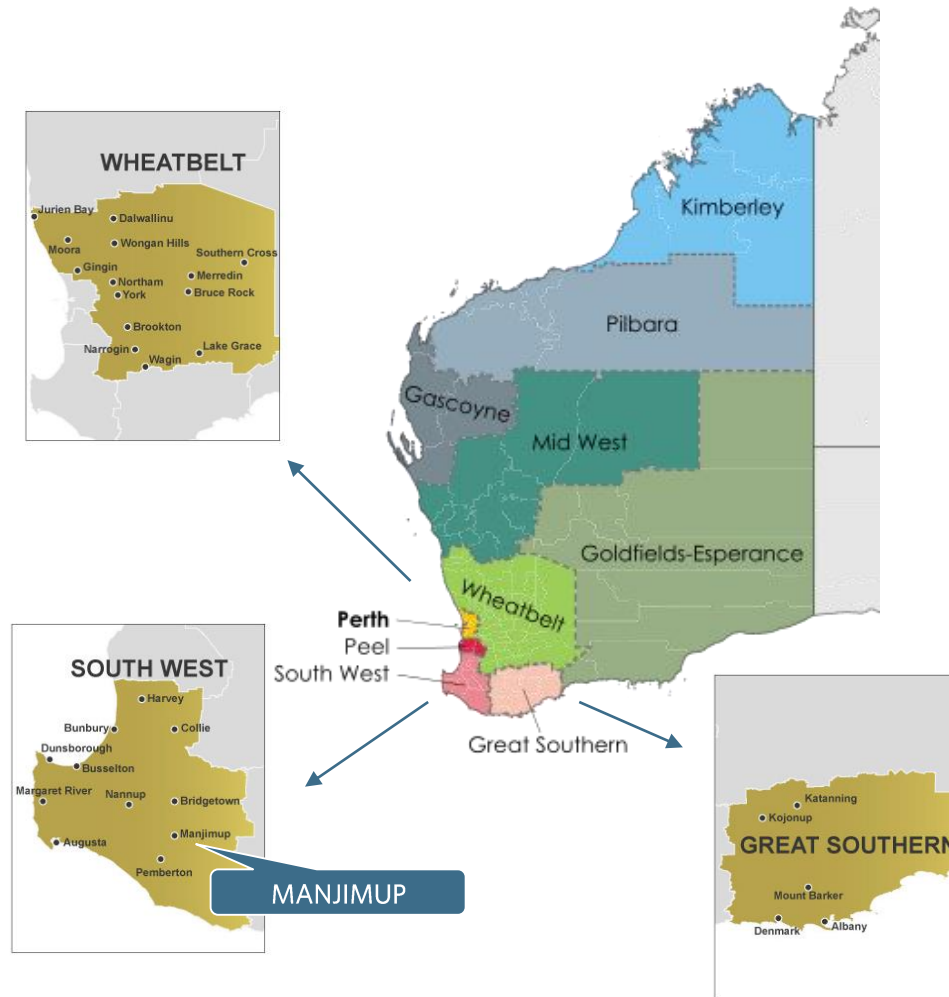 WHEATBELT
Jurien Bay
Dalwallinu
Moora
Wongan Hills
Southern Cross
Gingin
Merredin
Northam
York
Bruce Rock
Brookton
Narrogin
Lake Grace
Wagin
Kimberley
Pilbara
Gascoyne
Mid West
Goldfields-Esperance
Wheatbelt
Perth
Peel
South West
Great Southern
SOUTH WEST
Harvey
Bunbury
Collie
Dunsborough
Busselton
Margaret River
Nannup
Bridgetown
Manjimup
Augusta
Pemberton
MANJIMUP
Katanning
Kojonup
GREAT SOUTHERN
Mount Barker
Denmark
Albany